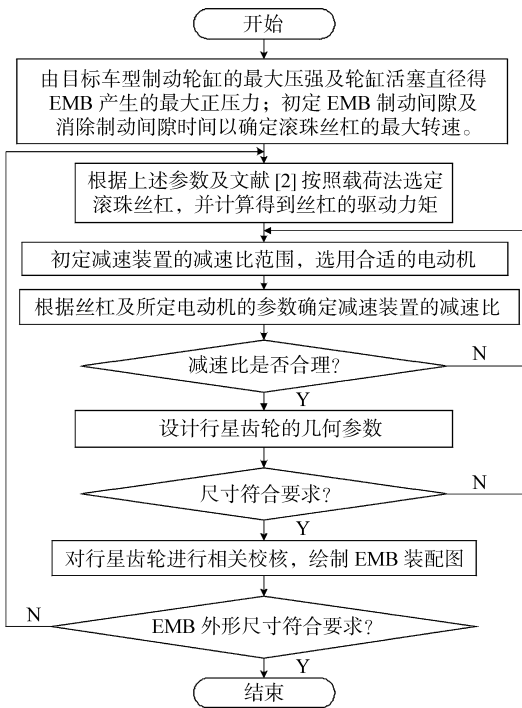 开始
由目标车型制动轮缸的最大压强及轮缸活塞直径得
EMB 产生的最大正压力；初定 EMB 制动间隙及
消除制动间隙时间以确定滚珠丝杠的最大转速。
根据上述参数及文献 [2] 按照载荷法选定
滚珠丝杠，并计算得到丝杠的驱动力矩
初定减速装置的减速比范围，选用合适的电动机
根据丝杠及所定电动机的参数确定减速装置的减速比
减速比是否合理？
N
Y
设计行星齿轮的几何参数
尺寸符合要求？
N
Y
对行星齿轮进行相关校核，绘制 EMB 装配图
N
EMB 外形尺寸符合要求？
Y
结束